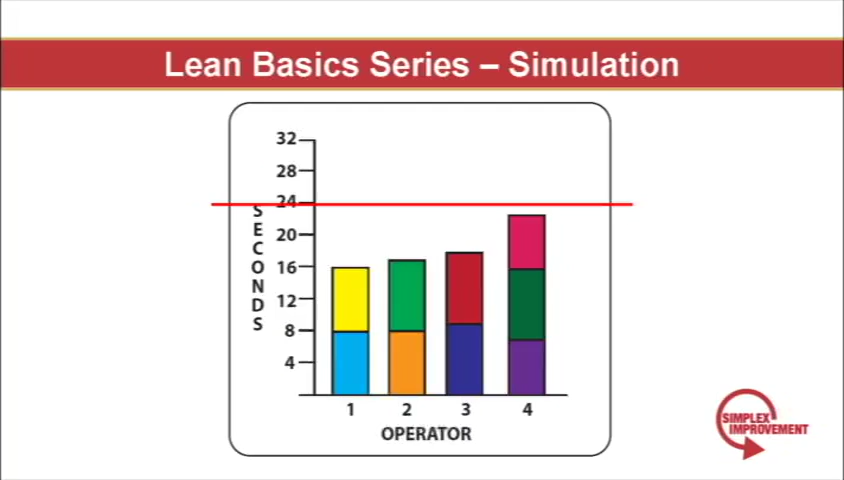 Lean Basics Series – Simulation
32
28
24
20
16
12
8
4
SECONDS
1 2 3 4
OPERATOR
SIMPLEX
IMPROVEMENT